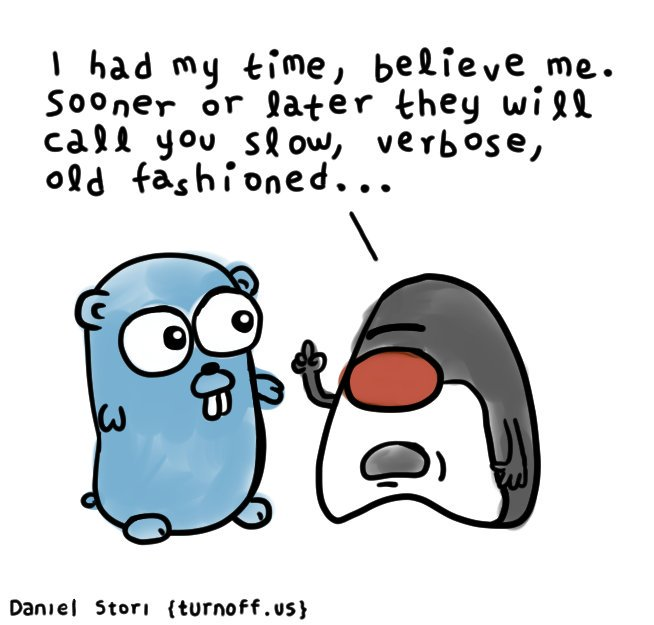 I had my time, believe me.
Sooner or later they will
call you slow, verbose,
old fashioned...
Daniel Stori {turnoff.us}